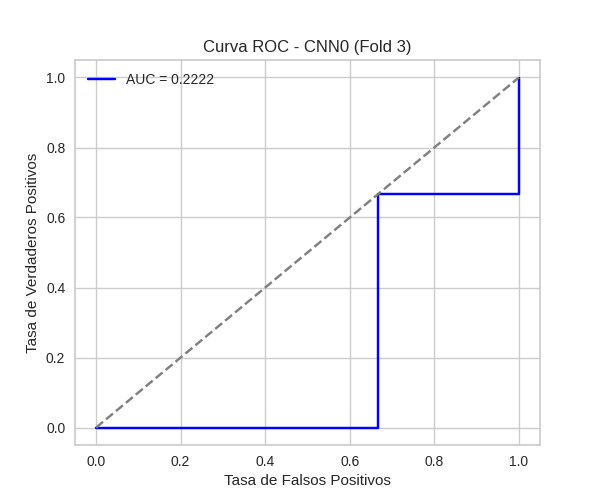 Curva ROC - CNN0 (Fold 3)
AUC = 0.2222
Tasa de Verdaderos Positivos
1.0
0.8
0.6
0.4
0.2
0.0
0.0 0.2 0.4 0.6 0.8 1.0
Tasa de Falsos Positivos